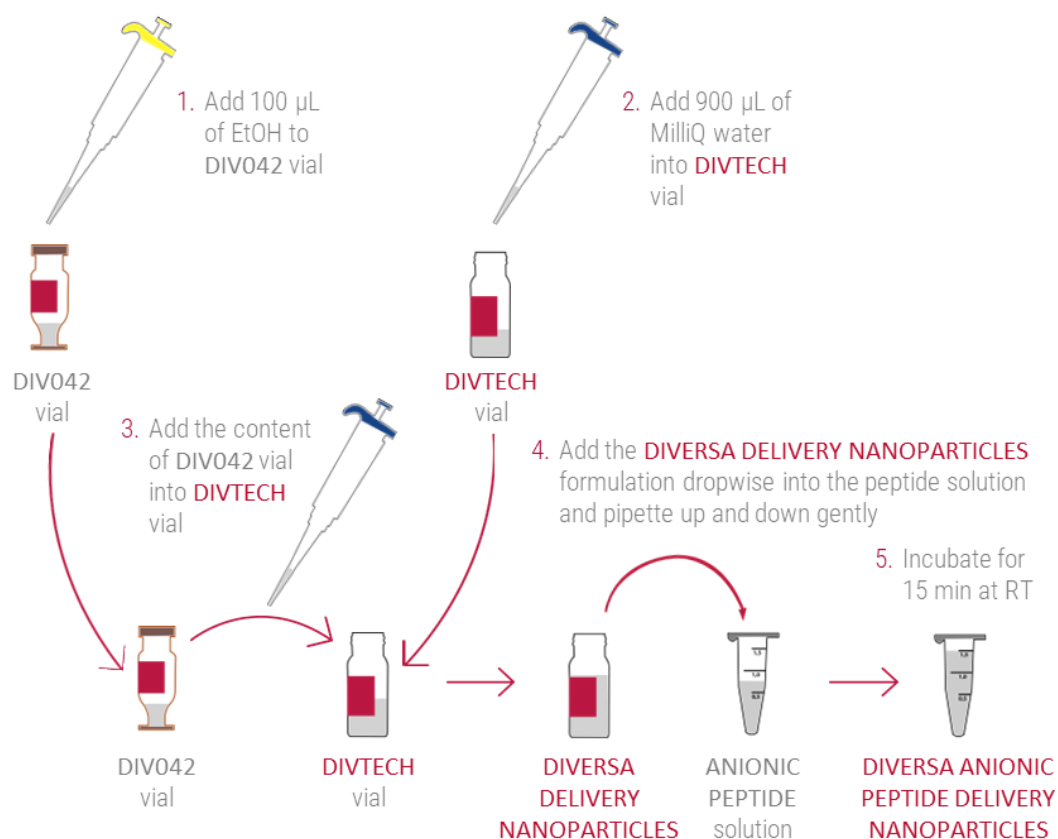 1. Add 100 µL
of EtOH to
DIV042 vial
2. Add 900 µL of
MilliQ water
into DIVTECH
vial
DIV042
vial
DIVTECH
vial
3. Add the content
of DIV042 vial
into DIVTECH
vial
4. Add the DIVERSA DELIVERY NANOPARTICLES
formulation dropwise into the peptide solution
and pipette up and down gently
5. Incubate for
15 min at RT
DIV042
vial
DIVTECH
vial
DIVERSA
DELIVERY
NANOPARTICLES
ANIONIC
PEPTIDE
solution
DIVERSA ANIONIC
PEPTIDE DELIVERY
NANOPARTICLES